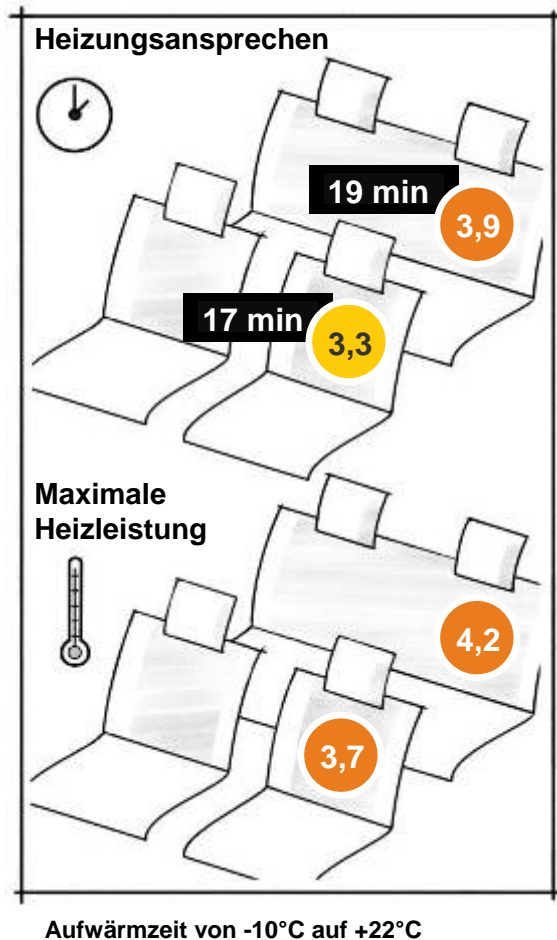 Heizungsansprechen
19 min
3,9
17 min
3,3
Maximale
Heizleistung
4,2
3,7
Aufwärmzeit von -10°C auf +22°C